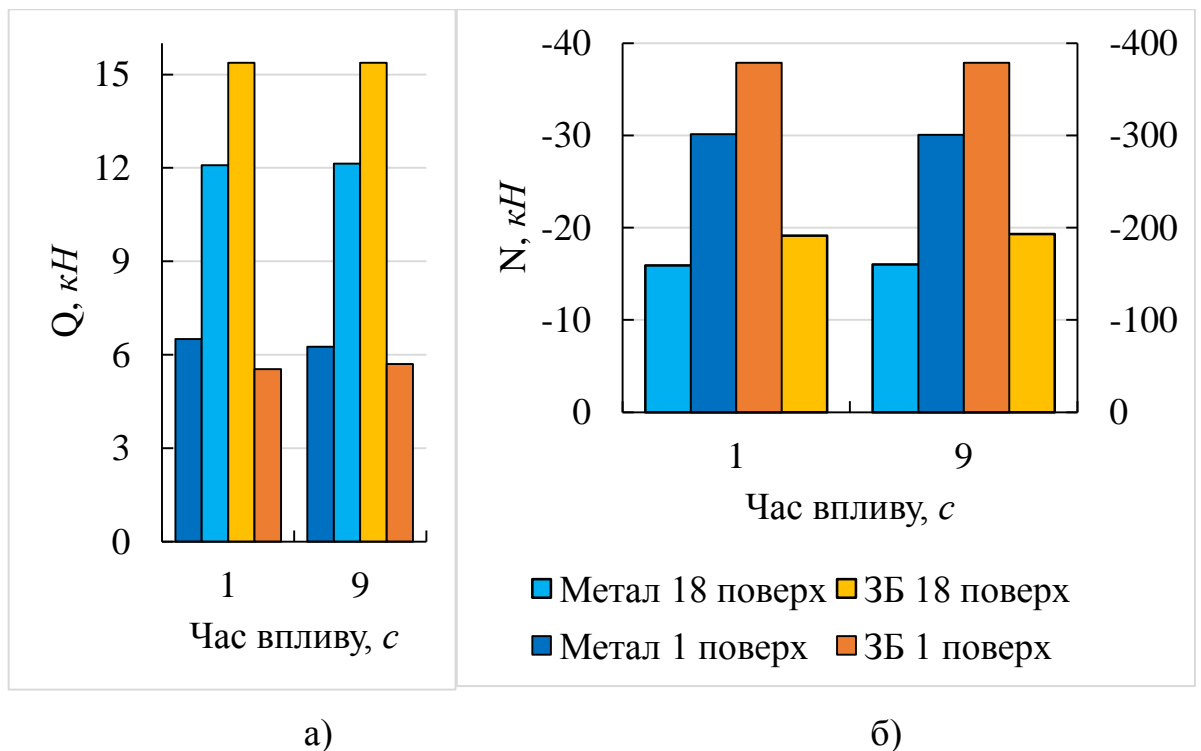 Q, кН
15
12
9
6
3
0
1 9
Час впливу, с
N, кН
-40
-30
-20
-10
0
-400
-300
-200
-100
0
1 9
Час впливу, с
Метал 18 поверх ЗБ 18 поверх
Метал 1 поверх ЗБ 1 поверх
а) б)